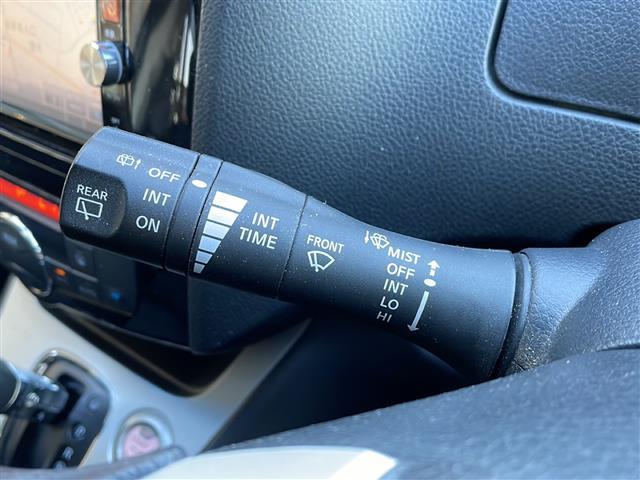 REAR
OFF
INT
ON
INT
TIME
FRONT
MIST
OFF
INT
LO
HI